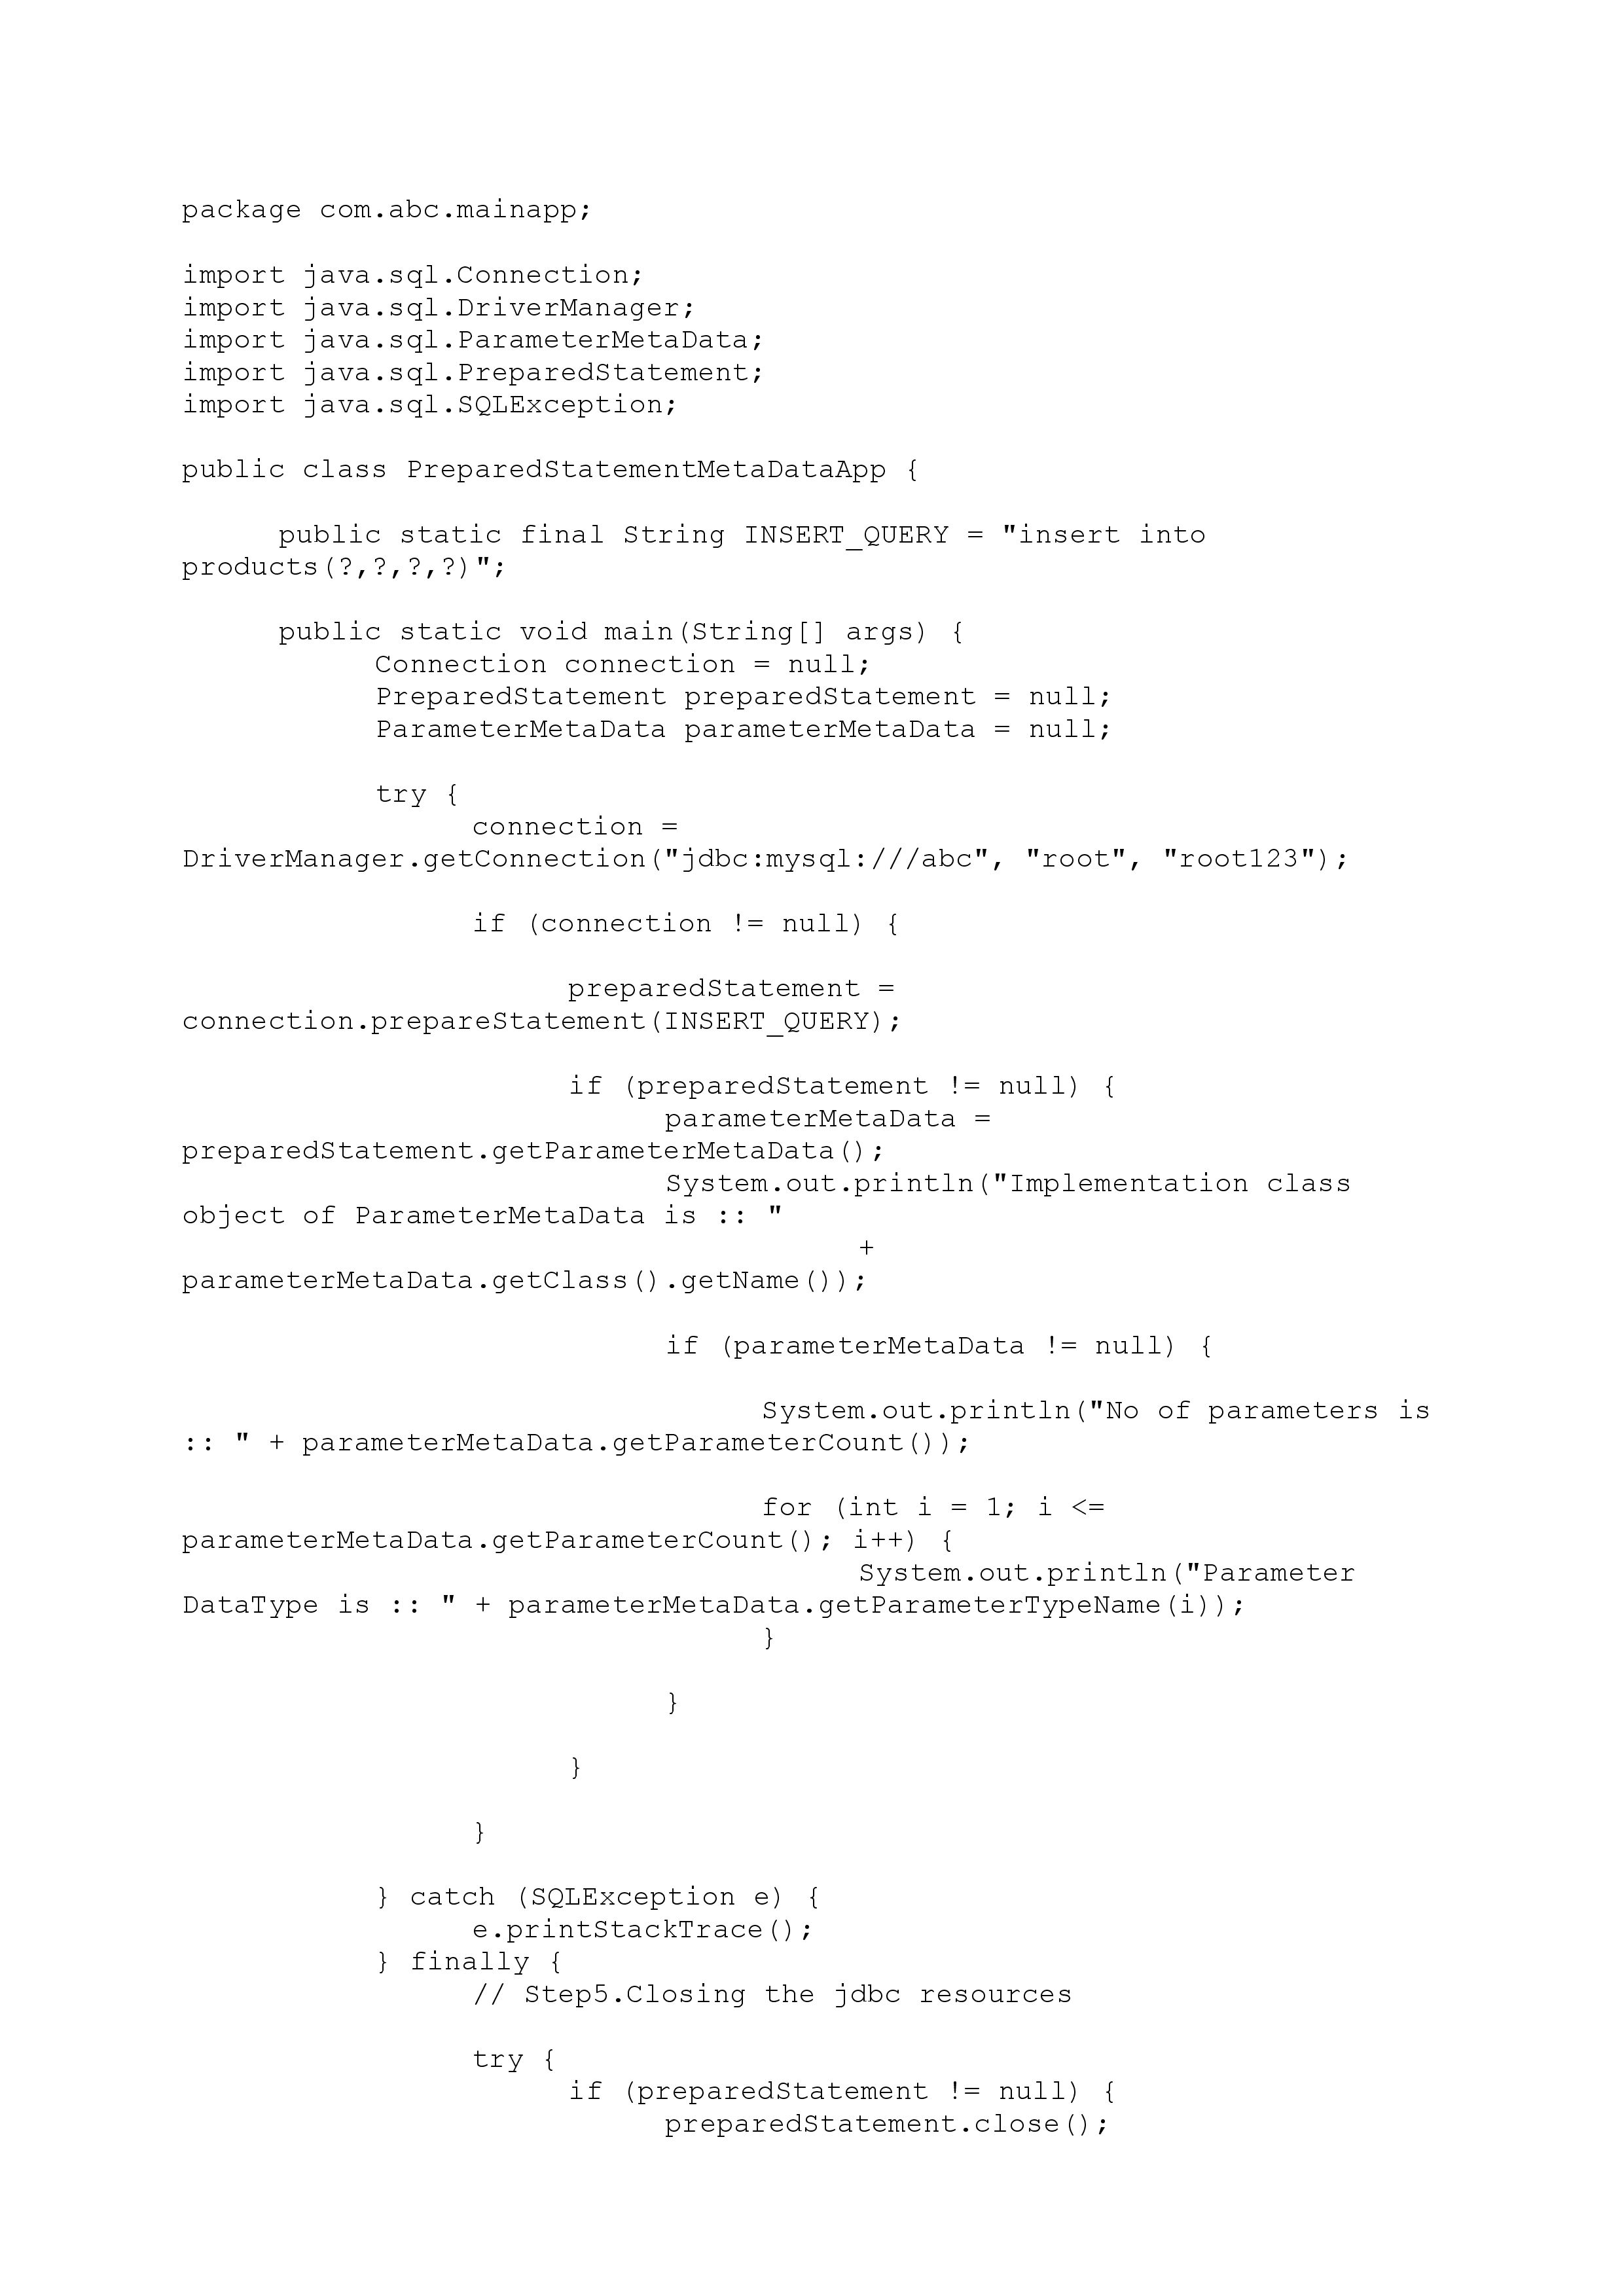 package com.abc.mainapp;
import java.sql.Connection;
import java.sql.DriverManager;
import java.sql.ParameterMetaData;
import java.sql.PreparedStatement;
import java.sql.SQLException;
public class PreparedStatementMetaDataApp {
public static final String INSERT_QUERY = "insert into
products(?,?,?,?)";
public static void main(String[] args) {
Connection connection = null;
PreparedStatement preparedStatement = null;
ParameterMetaData parameterMetaData = null;
try {
connection =
DriverManager.getConnection("jdbc:mysql:///abc", "root", "root123");
if (connection != null) {
preparedStatement =
connection.prepareStatement(INSERT_QUERY);
if (preparedStatement != null) {
parameterMetaData =
preparedStatement.getParameterMetaData();
System.out.println("Implementation class
object of ParameterMetaData is :: "
+
parameterMetaData.getClass().getName());
if (parameterMetaData != null) {
System.out.println("No of parameters is
:: " + parameterMetaData.getParameterCount());
for (int i = 1; i <=
parameterMetaData.getParameterCount(); i++) {
System.out.println("Parameter
DataType is :: " + parameterMetaData.getParameterTypeName(i));
}
}
}
}
} catch (SQLException e) {
e.printStackTrace();
} finally {
// Step5.Closing the jdbc resources
try {
if (preparedStatement != null) {
preparedStatement.close();